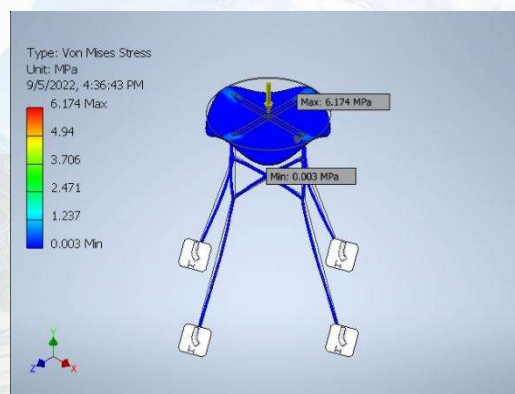 Type: Von Mises Stress
Unit: MPa
9/5/2022, 4:36:43 PM
6.174 Max
4.94
3.706
2.471
1.237
0.003 Min
Max: 6.174 MPa
Min: 0.003 MPa
Y
Z
X